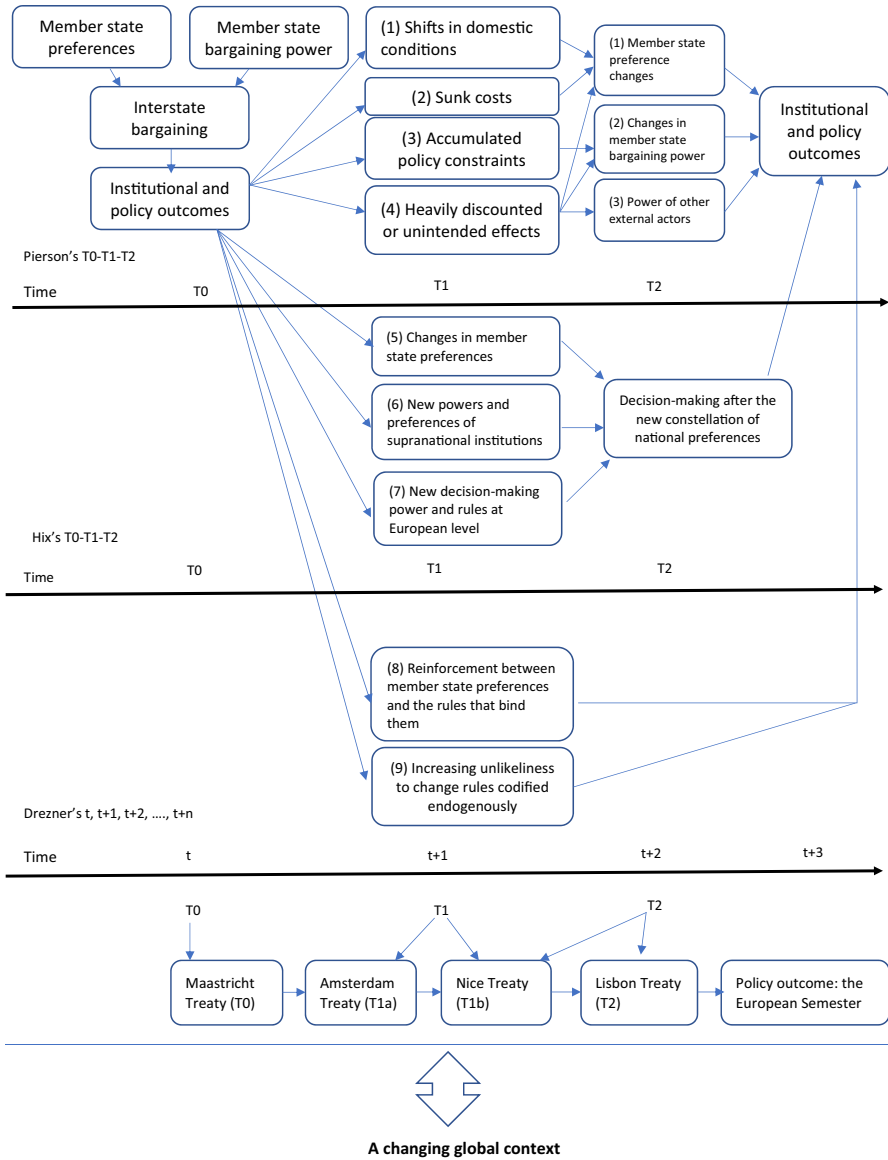 Member state
preferences
Member state
bargaining power
(1) Shifts in domestic
conditions
(1) Member state
preference
changes
Interstate
bargaining
(2) Sunk costs
Institutional
and policy
outcomes
(3) Accumulated
policy constraints
(2) Changes in
member state
bargaining power
Institutional and
policy outcomes
(4) Heavily discounted
or unintended effects
(3) Power of other
external actors
Pierson's T0-T1-T2
Time
T0
T1
T2
(5) Changes in member
state preferences
(6) New powers and
preferences of
supranational institutions
Decision-making after the
new constellation of
national preferences
(7) New decision-making
power and rules at
European level
Hix's T0-T1-T2
Time
T0
T1
T2
(8) Reinforcement between
member state preferences
and the rules that bind
them
(9) Increasing unlikeliness
to change rules codified
endogenously
Drezner's t, t+1, t+2, ...., t+n
Time
t
t+1
t+2
t+3
T0
T1
T2
Maastricht
Treaty (T0)
Amsterdam
Treaty (T1a)
Nice Treaty
(T1b)
Lisbon Treaty
(T2)
Policy outcome: the
European Semester
A changing global context